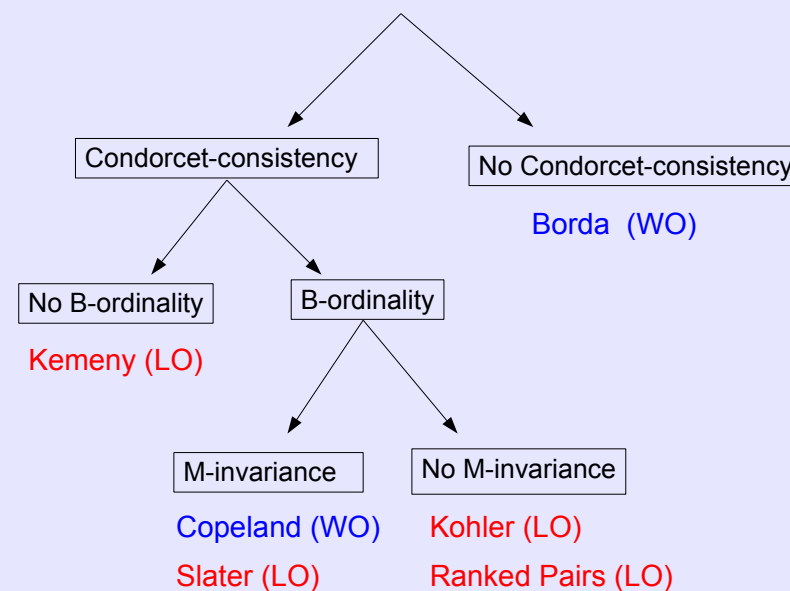 Condorcet-consistency
No Condorcet-consistency
Borda (WO)
No B-ordinality
B-ordinality
Kemeny (LO)
M-invariance
No M-invariance
Copeland (WO)
Kohler (LO)
Slater (LO)
Ranked Pairs (LO)